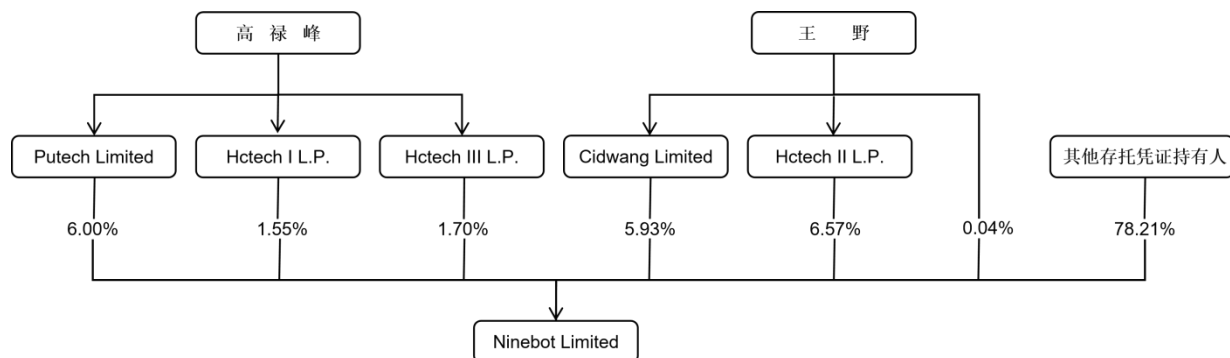 高 禄 峰
王 野
Putech Limited
Hctech I L.P.
Hctech III L.P.
Cidwang Limited
Hctech II L.P.
其他存托凭证持有人
6.00%
1.55%
1.70%
5.93%
6.57%
0.04%
78.21%
Ninebot Limited